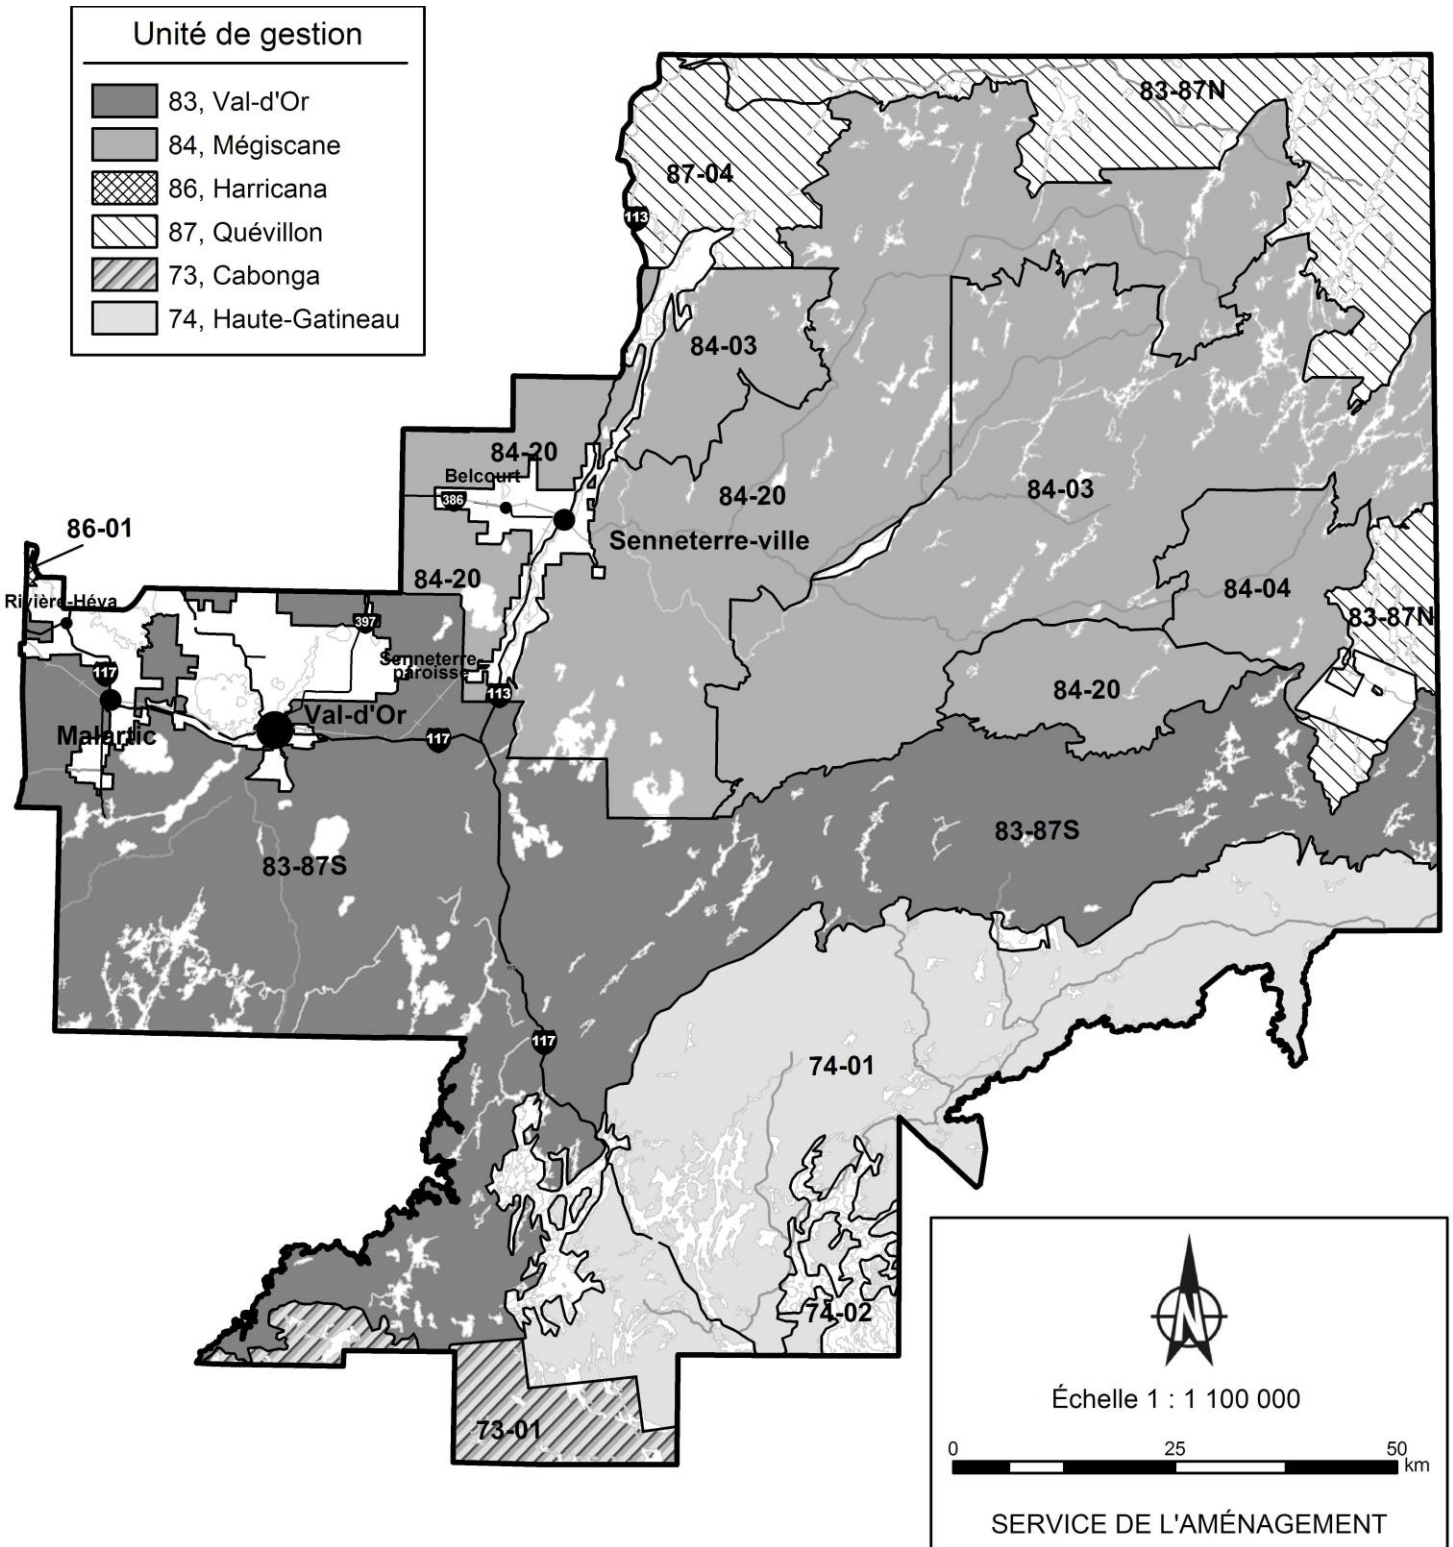 Unité de gestion
83, Val-d'Or
84, Mégiscane
86, Harricana
87, Quévillon
73, Cabonga
74, Haute-Gatineau
83-87N
87-04
113
84-03
84-20
Belcourt
386
84-20
84-03
Senneterre-ville
86-01
84-20
84-04
Rivière-Héva
397
83-87N
Senneterre-
paroisse
117
113
84-20
Val-d'Or
Malartic
117
83-87S
83-87S
117
74-01
74-02
73-01
N
Échelle 1 : 1 100 000
0 25 50
km
SERVICE DE L'AMÉNAGEMENT